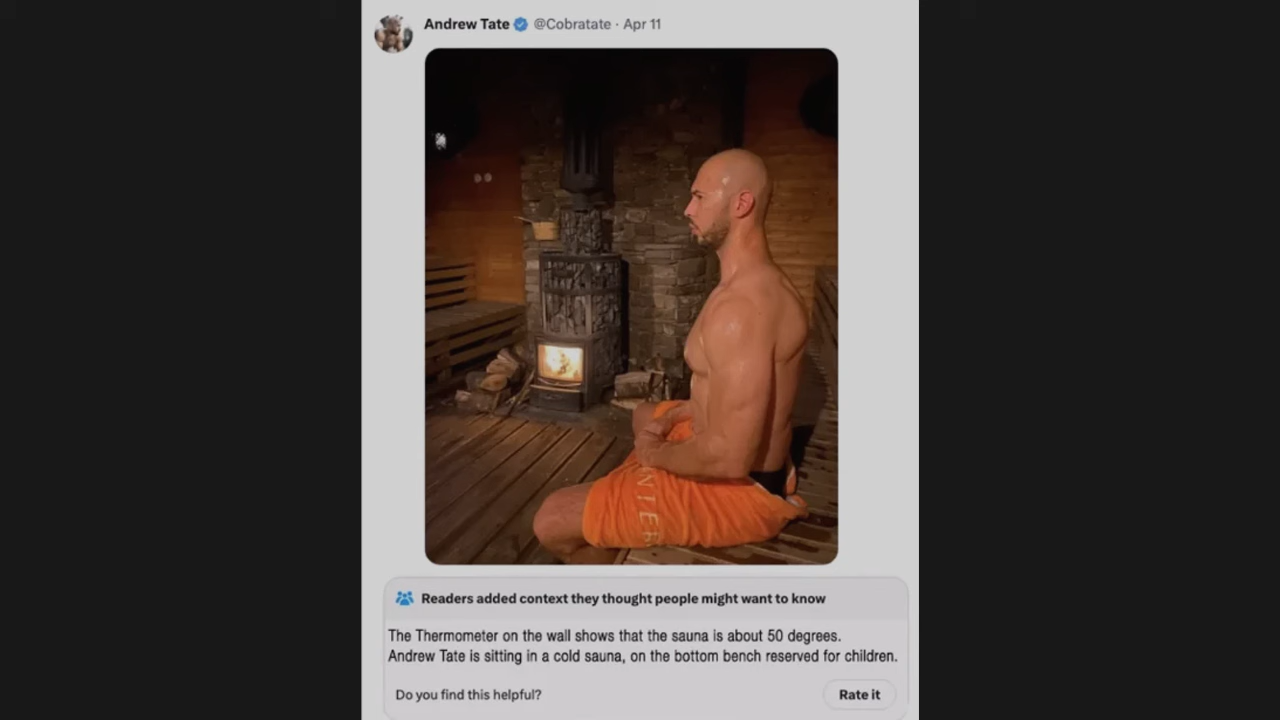 Andrew Tate @Cobratate · Apr 11
NTE
Readers added context they thought people might want to know
The Thermometer on the wall shows that the sauna is about 50 degrees.
Andrew Tate is sitting in a cold sauna, on the bottom bench reserved for children.
Do you find this helpful?
Rate it